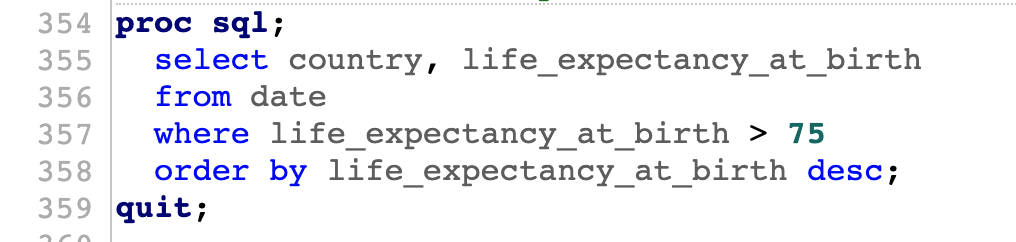 354 proc sql;
355 select country, life_expectancy_at_birth
356 from date
357 where life_expectancy_at_birth > 75
358 order by life_expectancy_at_birth desc;
359 quit;